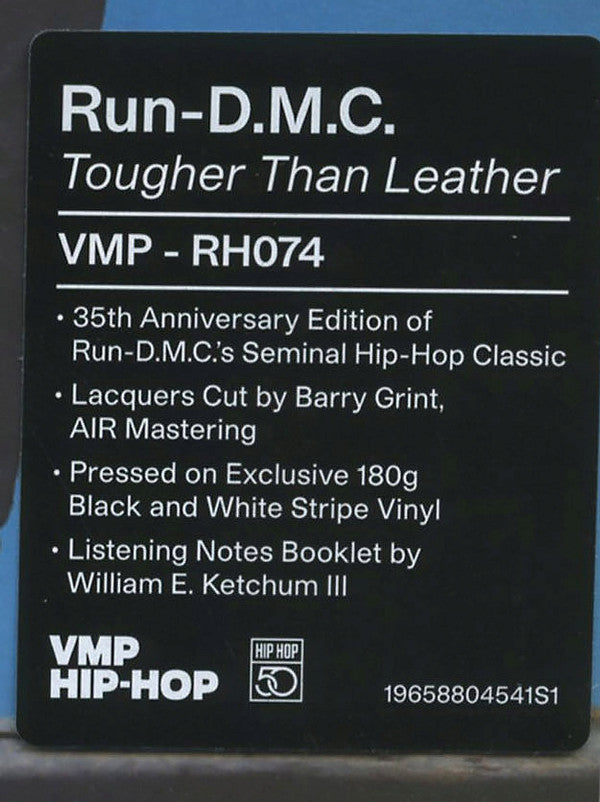 Run-D.M.C.
Tougher Than Leather
VMP - RH074
• 35th Anniversary Edition of
Run-D.M.C.'s Seminal Hip-Hop Classic
• Lacquers Cut by Barry Grint,
AIR Mastering
• Pressed on Exclusive 180g
Black and White Stripe Vinyl
• Listening Notes Booklet by
William E. Ketchum III
VMP
HIP-HOP
HIP HOP
50
19658804541S1